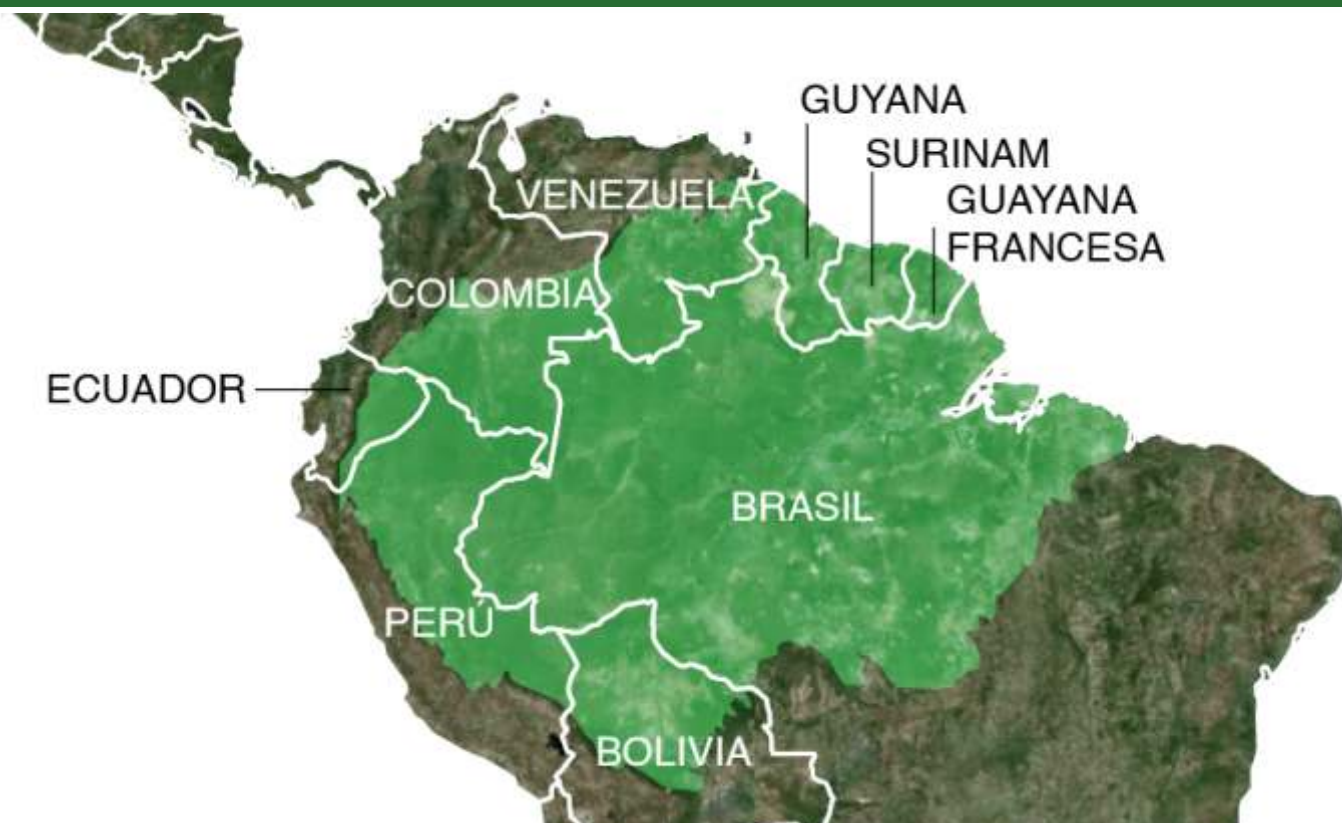 GUYANA
SURINAM
VENEZUELA
GUAYANA
FRANCESA
COLOMBIA
ECUADOR
BRASIL
PERÚ
BOLIVIA